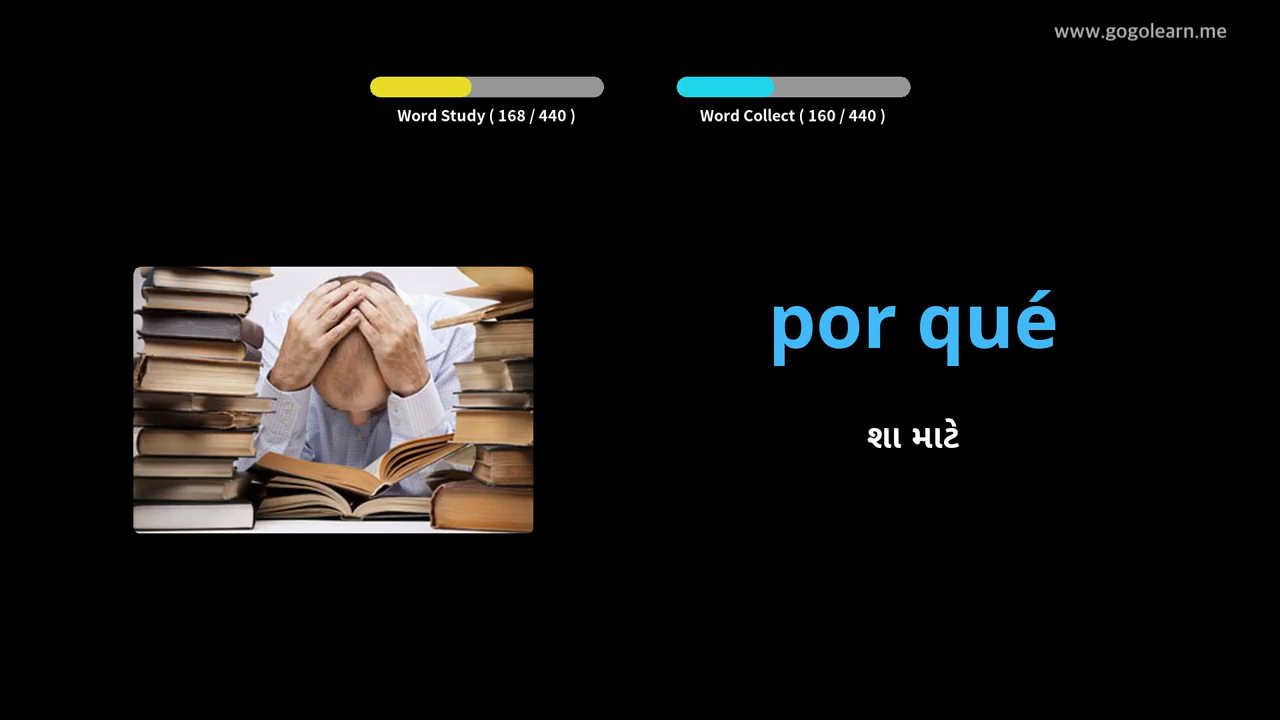 www.gogolearn.me
Word Study ( 168 / 440 )
Word Collect ( 160 / 440 )
por qué
શા માટે